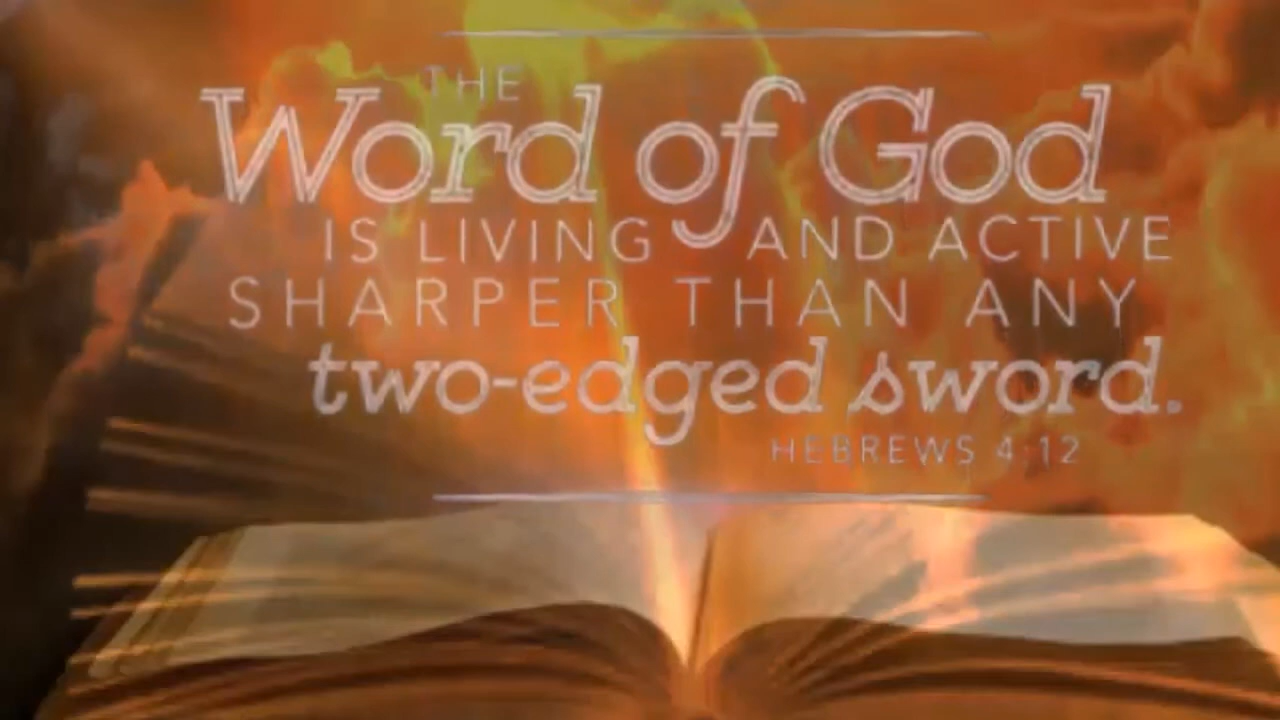 THE
Word of God
IS LIVING AND ACTIVE
SHARPER THAN ANY
two-edged sword.
HEBREWS 4:12